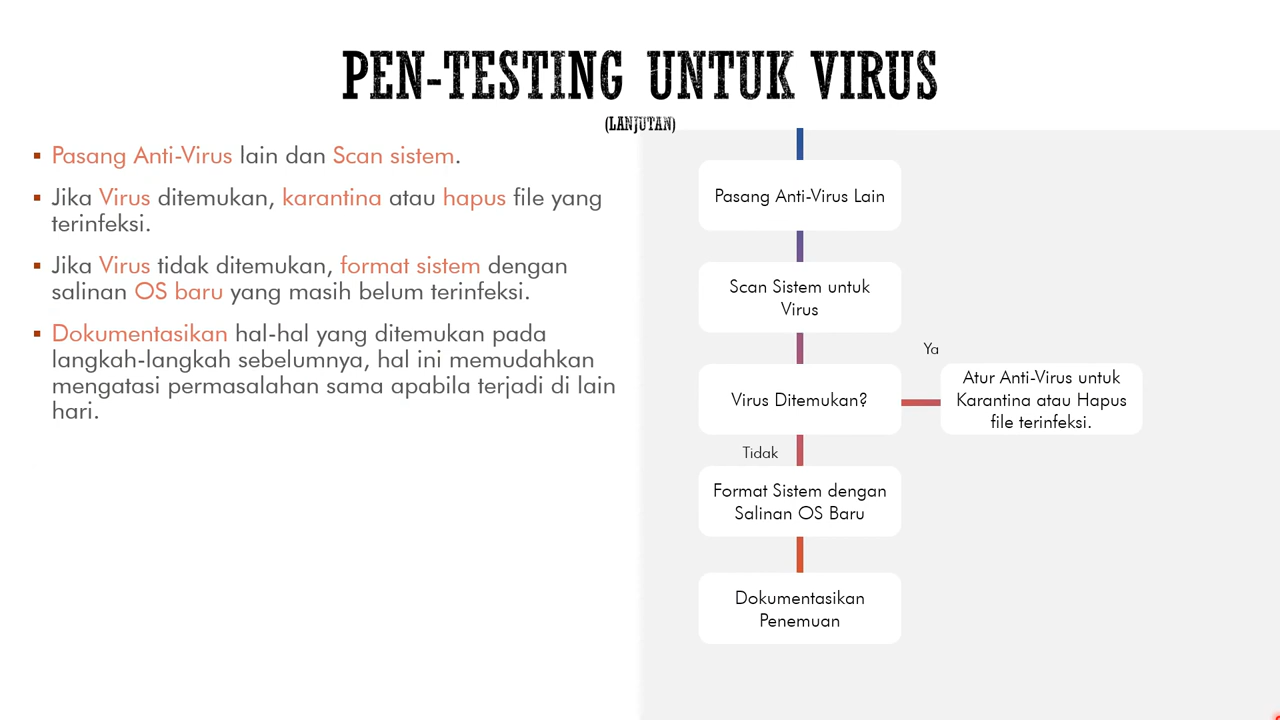 PEN-TESTING UNTUK VIRUS
(LANJUTAN)
Pasang Anti-Virus lain dan Scan sistem.
Jika Virus ditemukan, karantina atau hapus file yang
terinfeksi.
Jika Virus tidak ditemukan, format sistem dengan
salinan OS baru yang masih belum terinfeksi.
Dokumentasikan hal-hal yang ditemukan pada
langkah-langkah sebelumnya, hal ini memudahkan
mengatasi permasalahan sama apabila terjadi di lain
hari.
Pasang Anti-Virus Lain
Scan Sistem untuk
Virus
Virus Ditemukan?
Ya
Atur Anti-Virus untuk
Karantina atau Hapus
file terinfeksi.
Tidak
Format Sistem dengan
Salinan OS Baru
Dokumentasikan
Penemuan